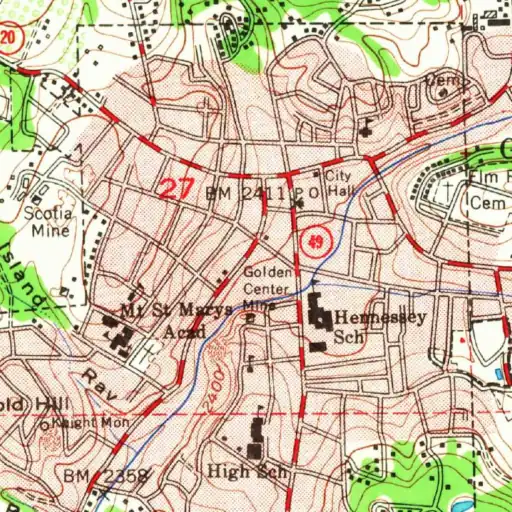 20
Cem
27
BM 2411
P O
City
Hall
Elm
Cem
Scotia
Mine
49
Island
Rav
Golden
Center
Mine
Mt St Marys
Acad
Hennessey
Sch
2400
old Hill
Knight Mon
BM 2358
High Sch